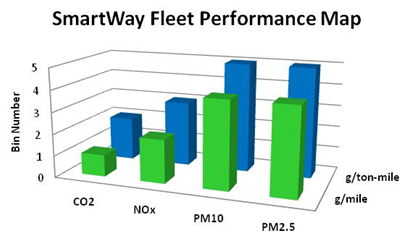 SmartWay Fleet Performance Map
Bin Number
5
4
3
2
1
0
CO2
NOx
PM10
PM2.5
g/ton-mile
g/mile